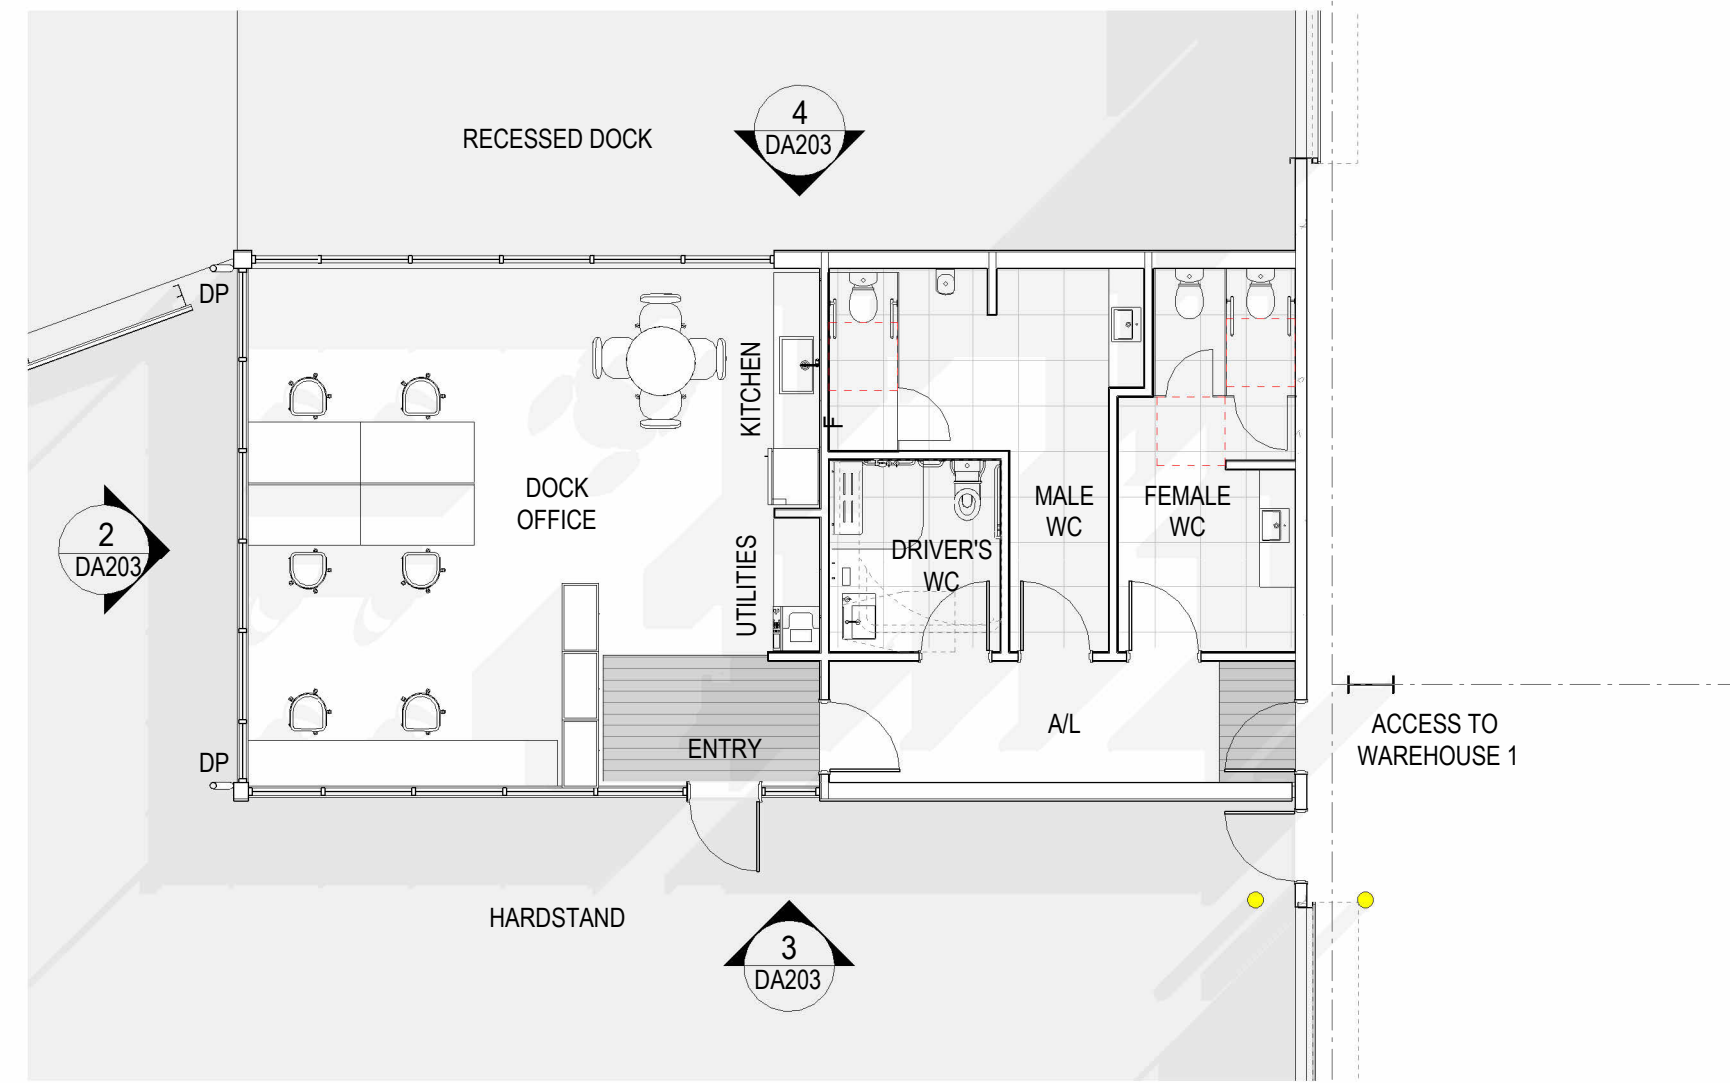 4
DA203
RECESSED DOCK
DP
KITCHEN
F
DOCK
OFFICE
MALE
WC
FEMALE
WC
2
DA203
DRIVER'S
WC
UTILITIES
A/L
ACCESS TO
WAREHOUSE 1
ENTRY
DP
HARDSTAND
3
DA203